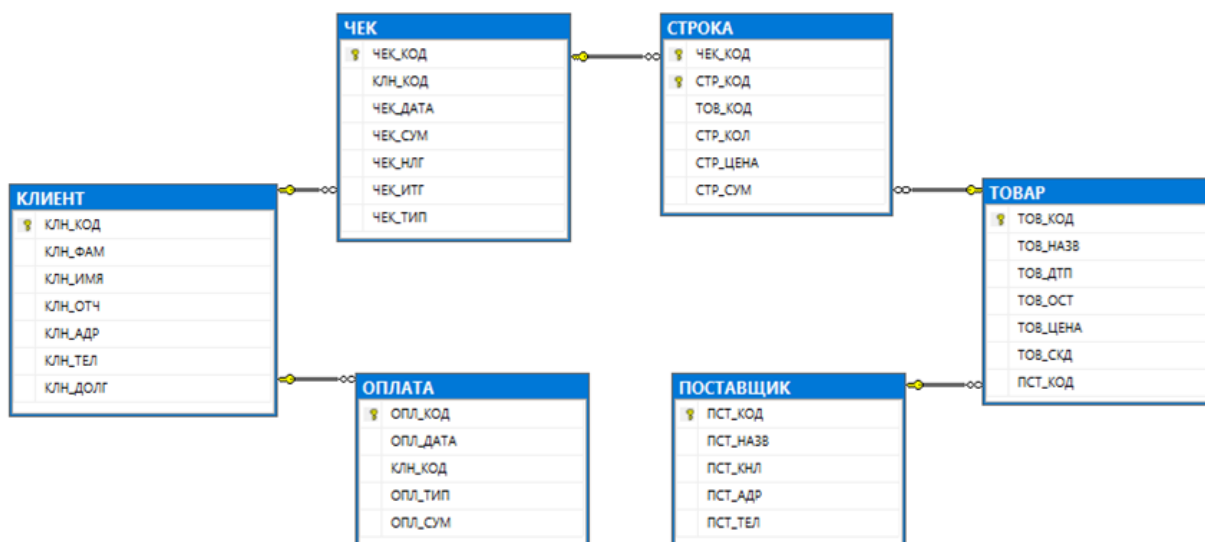 ЧЕК
ЧЕК_КОД
КЛН_КОД
ЧЕК_ДАТА
ЧЕК_СУМ
ЧЕК_НЛГ
ЧЕК_ИТГ
ЧЕК_ТИП
СТРОКА
ЧЕК_КОД
СТР_КОД
ТОВ_КОД
СТР_КОЛ
СТР_ЦЕНА
СТР_СУМ
КЛИЕНТ
КЛН_КОД
КЛН_ФАМ
КЛН_ИМЯ
КЛН_ОТЧ
КЛН_АДР
КЛН_ТЕЛ
КЛН_ДОЛГ
ТОВАР
ТОВ_КОД
ТОВ_НАЗВ
ТОВ_ДТП
ТОВ_ОСТ
ТОВ_ЦЕНА
ТОВ_СКД
ПСТ_КОД
ОПЛАТА
ОПЛ_КОД
ОПЛ_ДАТА
КЛН_КОД
ОПЛ_ТИП
ОПЛ_СУМ
ПОСТАВЩИК
ПСТ_КОД
ПСТ_НАЗВ
ПСТ_КНЛ
ПСТ_АДР
ПСТ_ТЕЛ